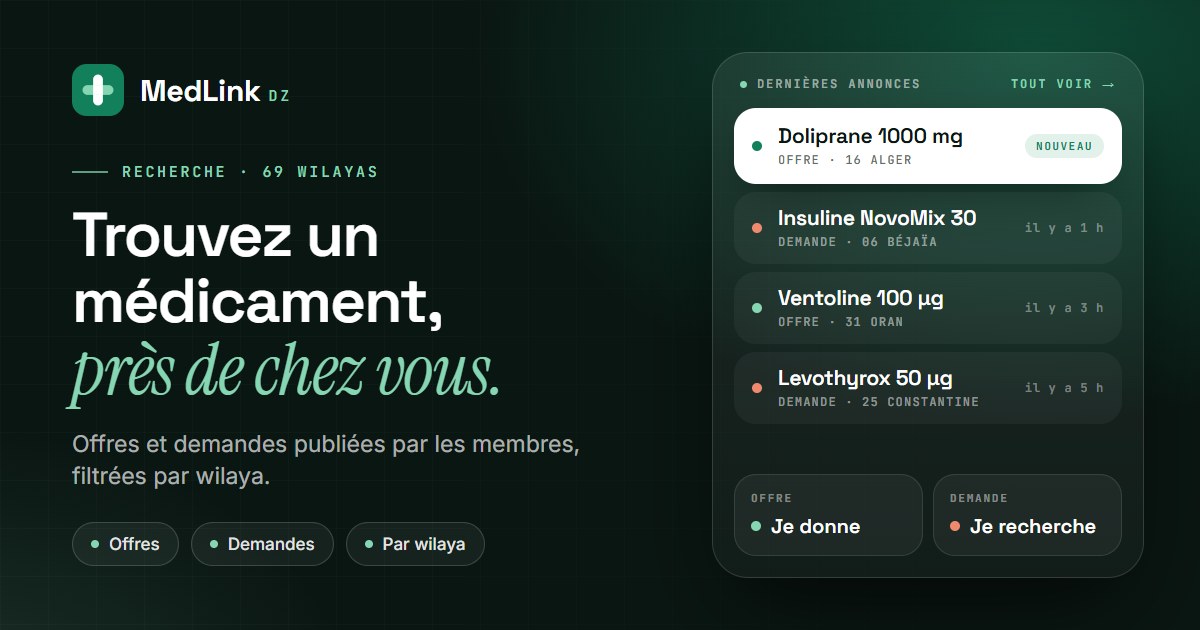 MedLink DZ
RECHERCHE · 69 WILAYAS
Trouvez un
médicament,
près de chez vous.
Offres et demandes publiées par les membres,
filtrées par wilaya.
Offres
Demandes
Par wilaya
DERNIÈRES ANNONCES
TOUT VOIR →
Doliprane 1000 mg
OFFRE · 16 ALGER
NOUVEAU
Insuline NovoMix 30
DEMANDE · 06 BÉJAÏA
il y a 1 h
Ventoline 100 µg
OFFRE · 31 ORAN
il y a 3 h
Levothyrox 50 µg
DEMANDE · 25 CONSTANTINE
il y a 5 h
OFFRE
Je donne
DEMANDE
Je recherche